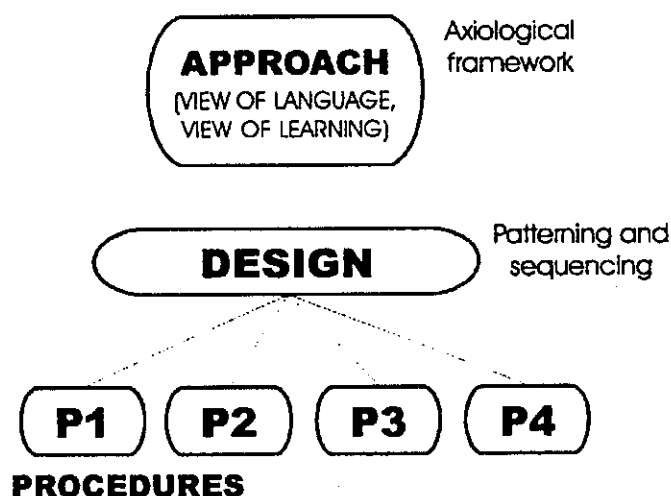 APPROACH
(VIEW OF LANGUAGE,
VIEW OF LEARNING)
Axiological
framework
DESIGN
Patterning and
sequencing
P1 P2 P3 P4
PROCEDURES